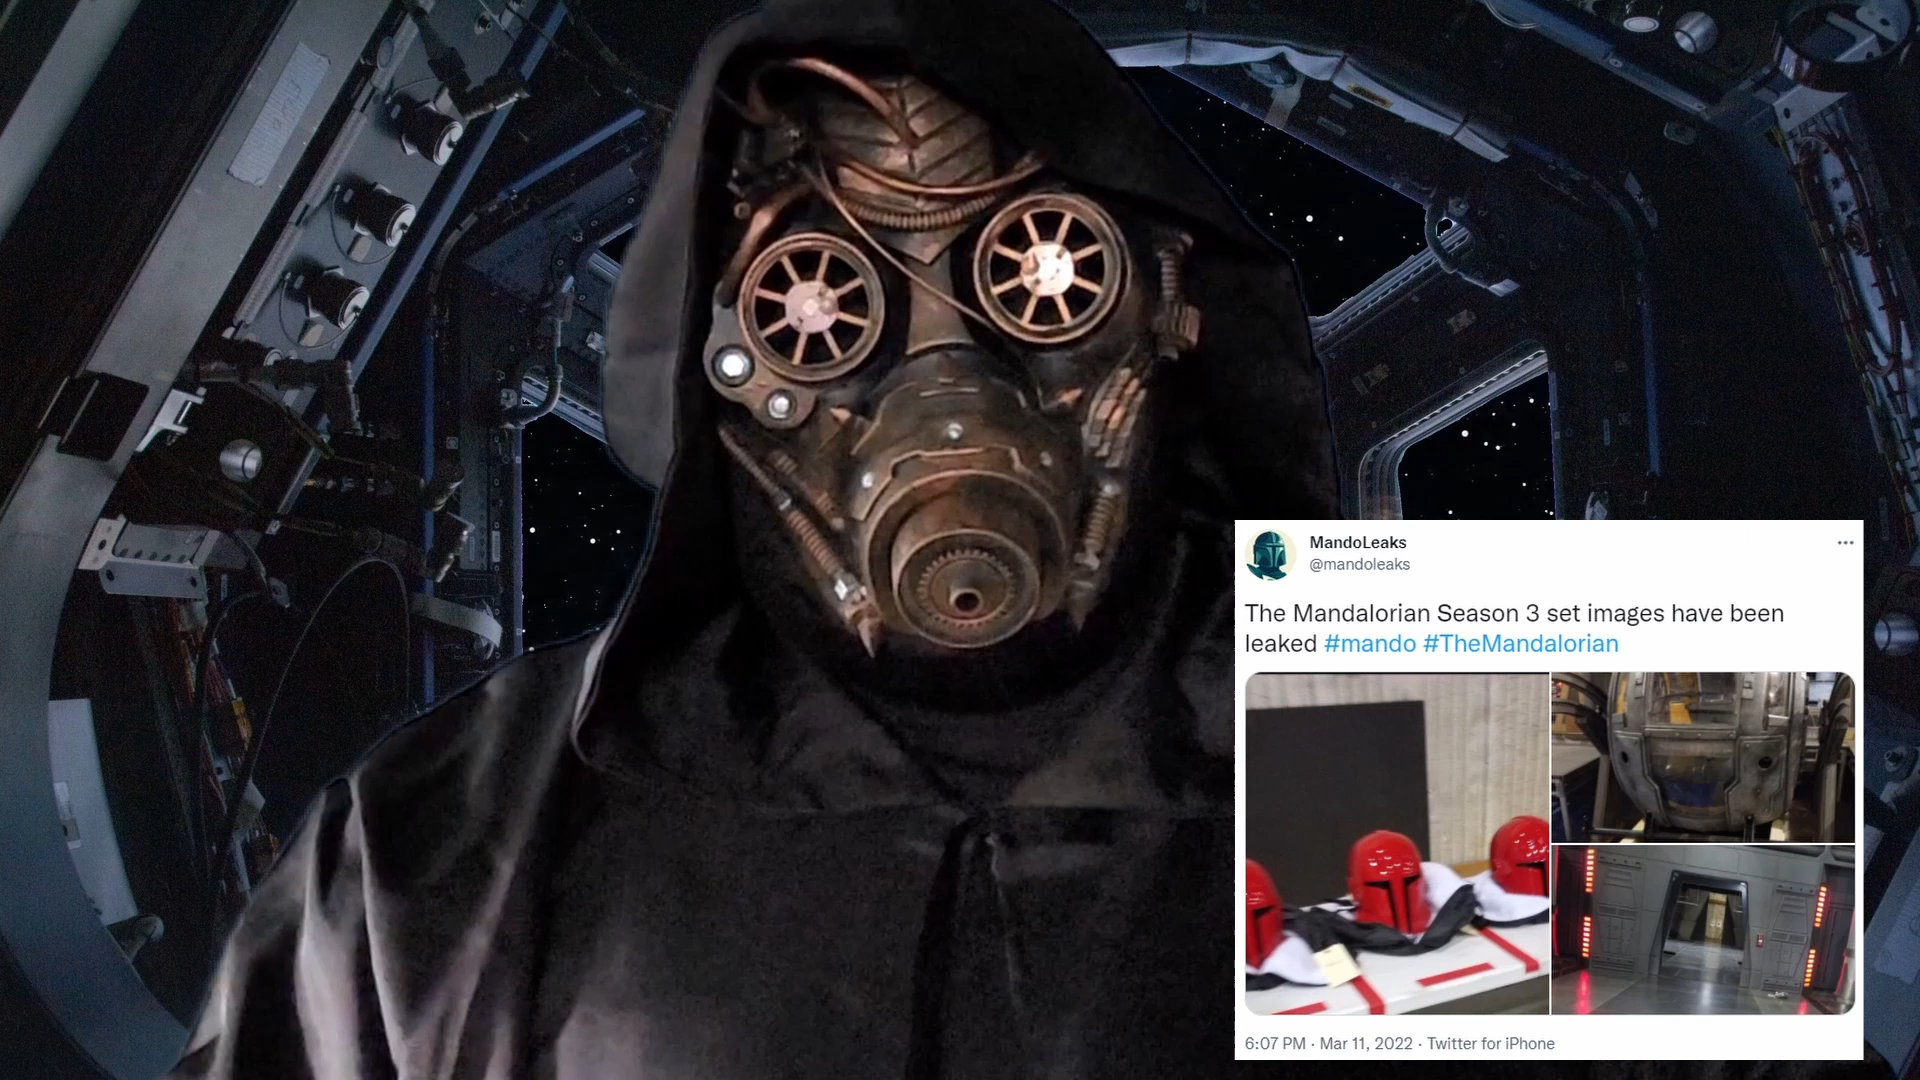 MandoLeaks
@mandoleaks
The Mandalorian Season 3 set images have been
leaked #mando #TheMandalorian
6:07 PM · Mar 11, 2022 · Twitter for iPhone